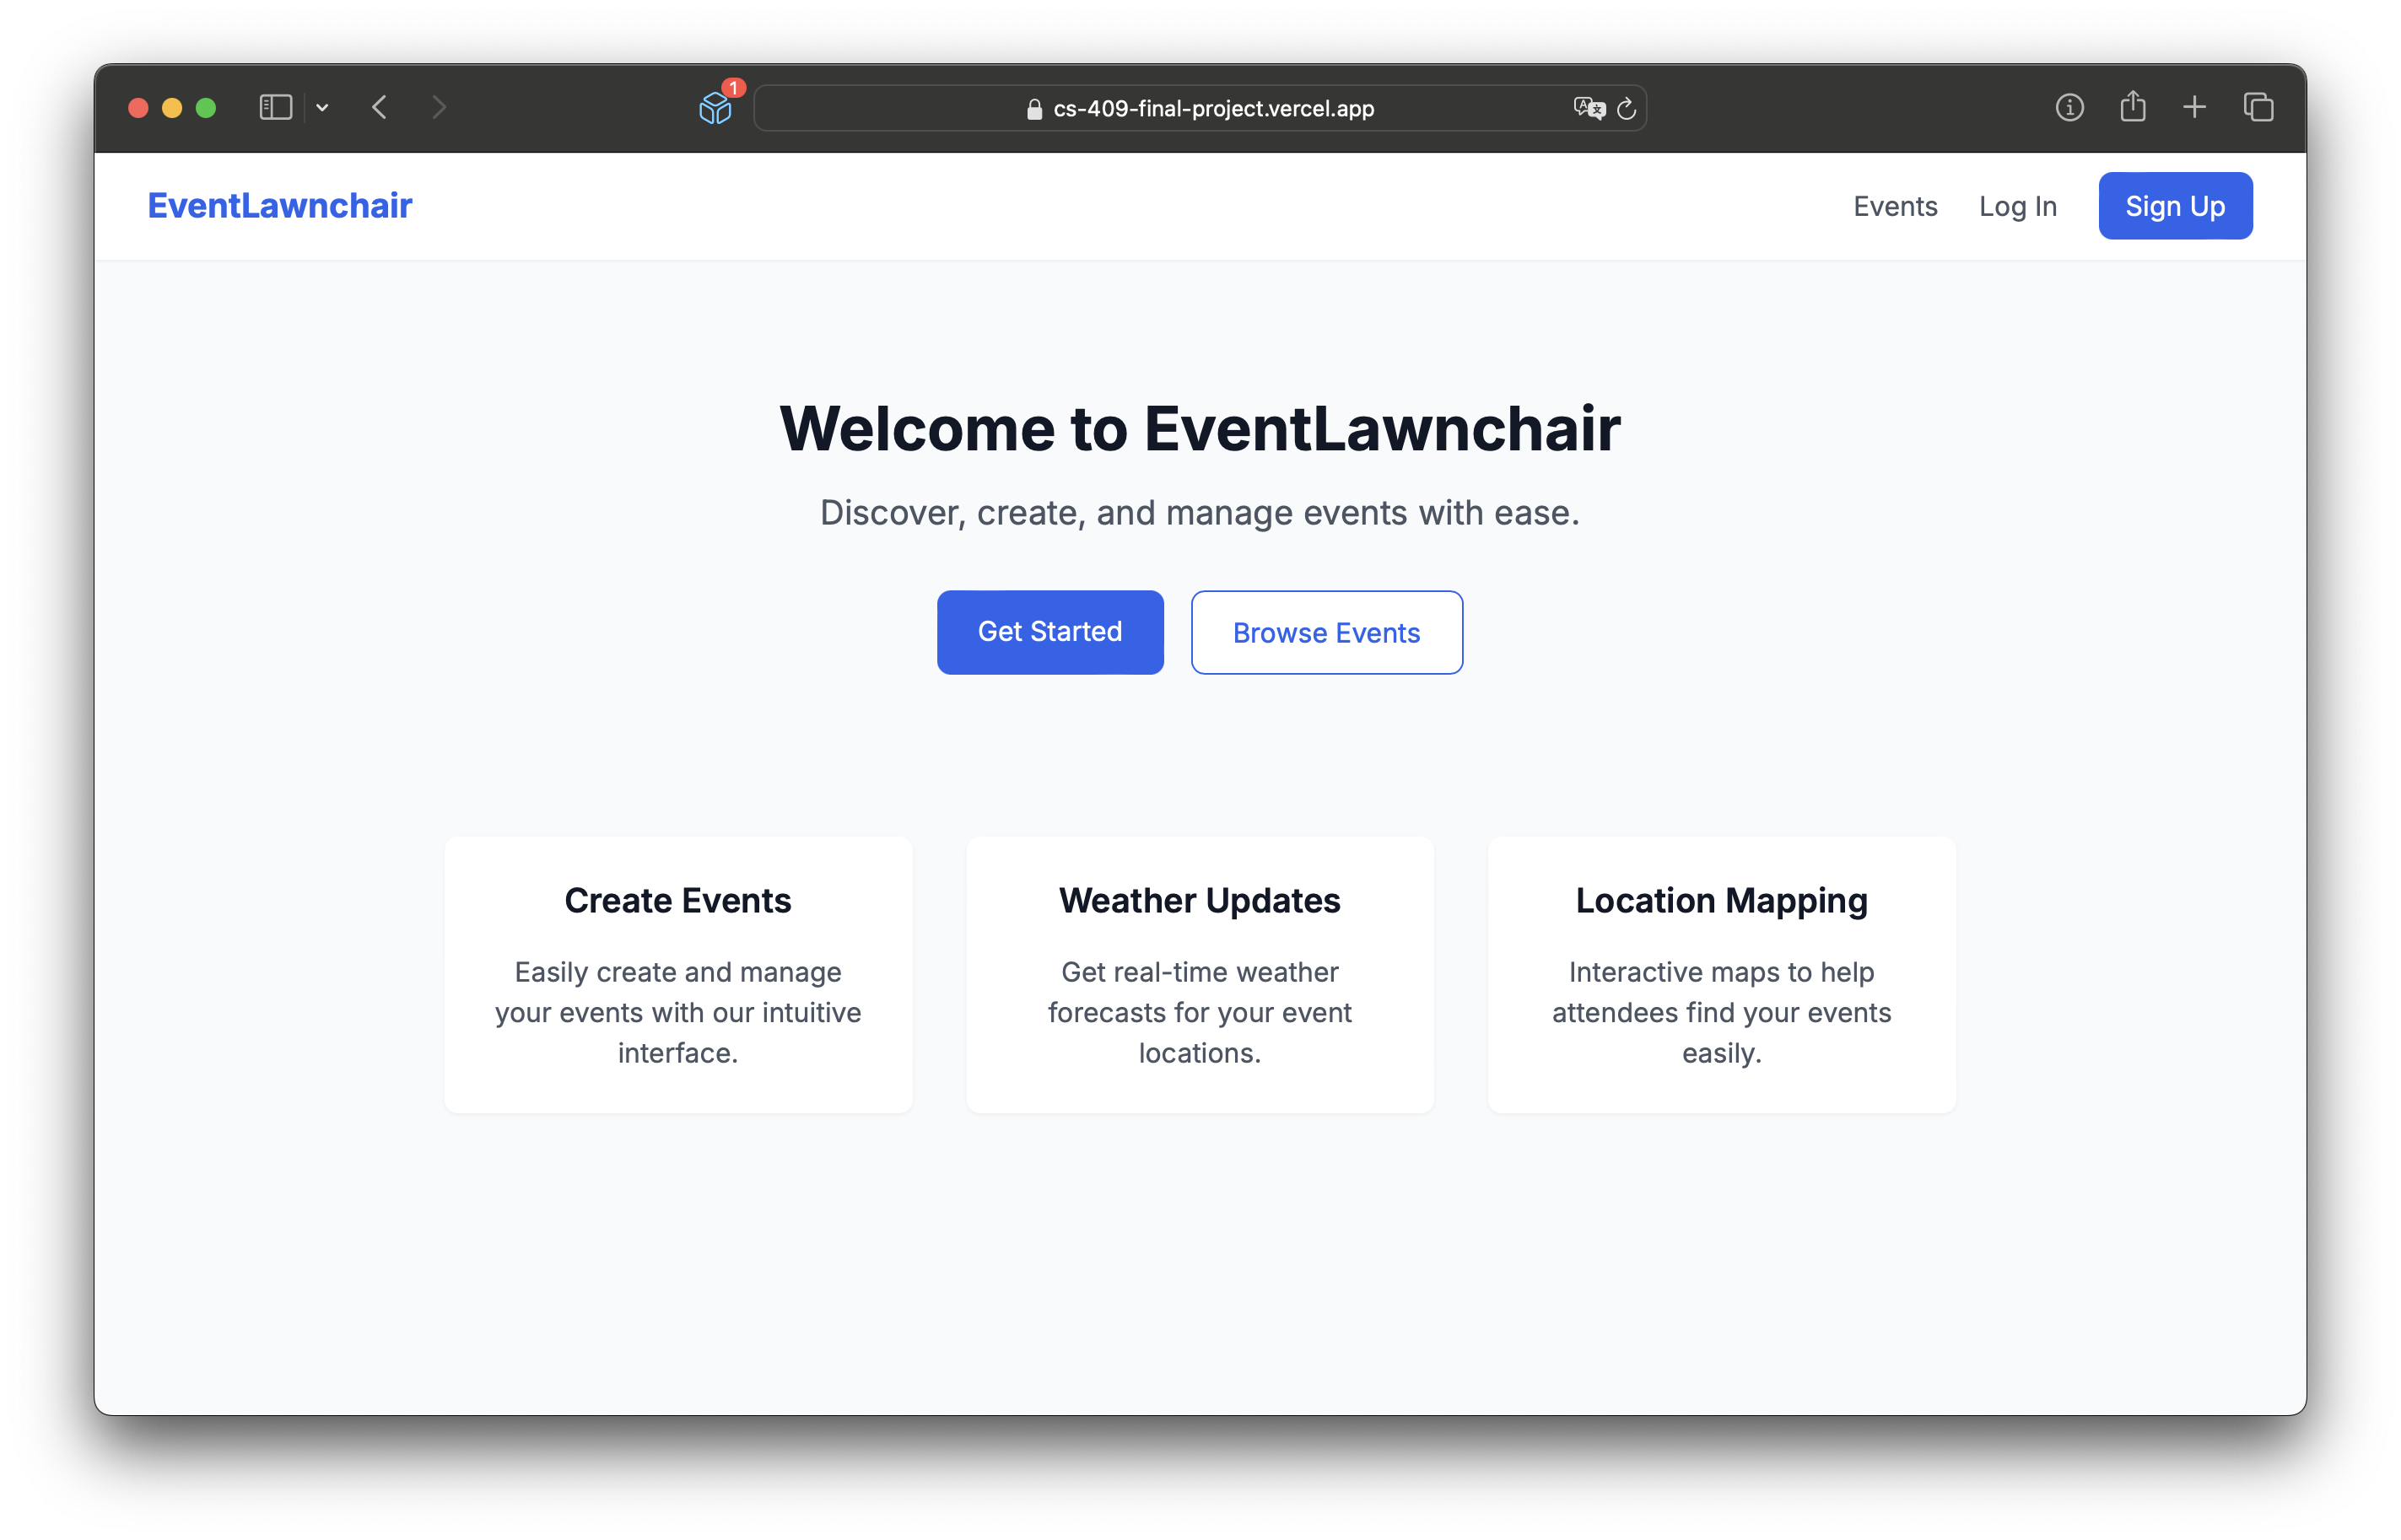 1
cs-409-final-project.vercel.app
EventLawnchair
Events
Log In
Sign Up
Welcome to EventLawnchair
Discover, create, and manage events with ease.
Get Started
Browse Events
Create Events
Easily create and manage
your events with our intuitive
interface.
Weather Updates
Get real-time weather
forecasts for your event
locations.
Location Mapping
Interactive maps to help
attendees find your events
easily.